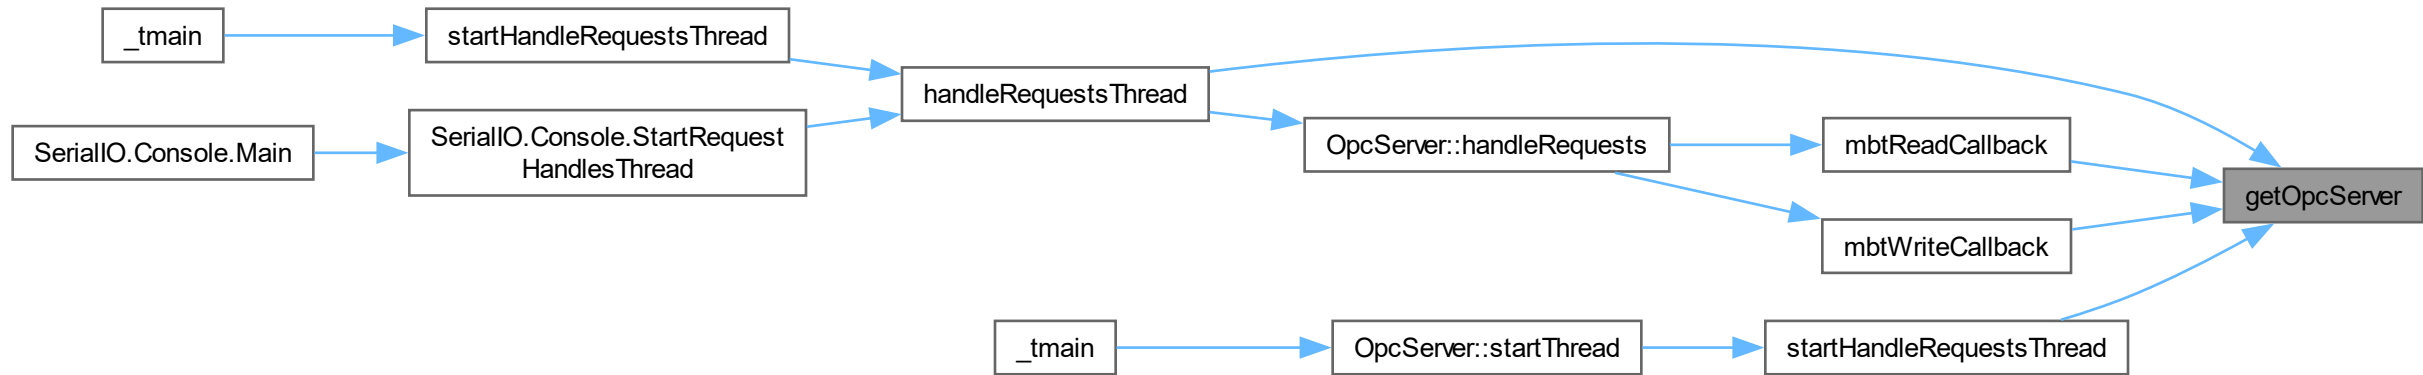 _tmain
startHandleRequestsThread
handleRequestsThread
SerialIO.Console.Main
SerialIO.Console.StartRequest
HandlesThread
OpcServer::handleRequests
mbtReadCallback
getOpcServer
mbtWriteCallback
_tmain
OpcServer::startThread
startHandleRequestsThread